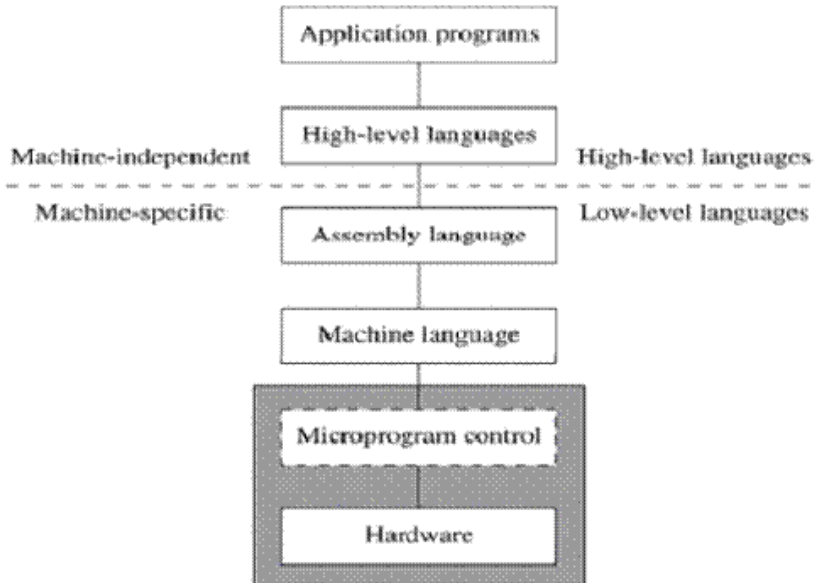 Application programs
High-level languages
Machine-independent
High-level languages
Machine-specific
Low-level languages
Assembly language
Machine language
Microprogram control
Hardware